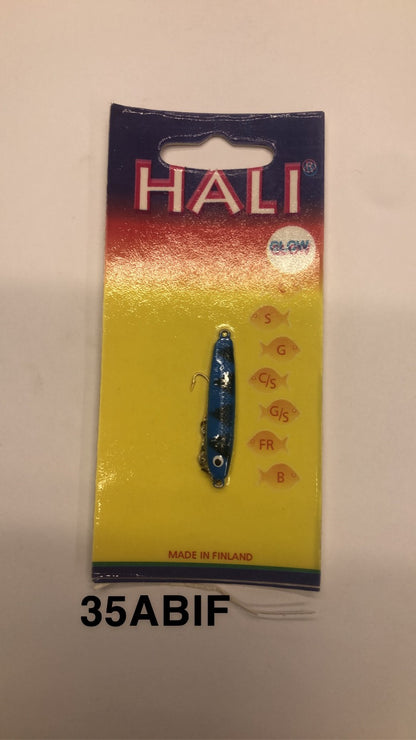 HALI®
GLOW
S
G
C/S
G/S
FR
B
MADE IN FINLAND
35ABIF